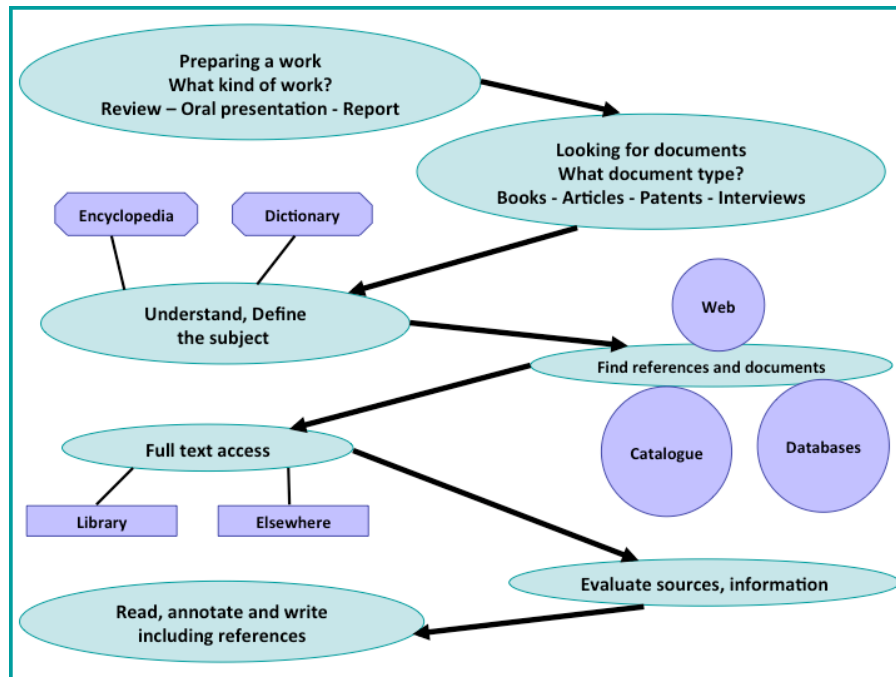 Preparing a work
What kind of work?
Review – Oral presentation - Report
Looking for documents
What document type?
Books - Articles - Patents - Interviews
Encyclopedia
Dictionary
Understand, Define
the subject
Web
Find references and documents
Catalogue
Databases
Full text access
Library
Elsewhere
Evaluate sources, information
Read, annotate and write
including references